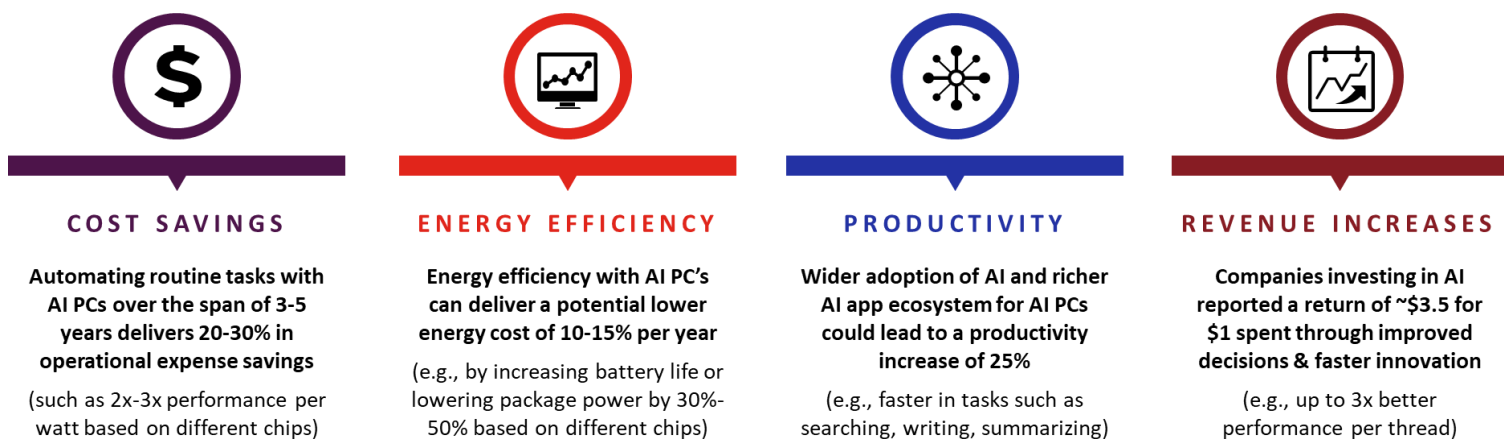 COST SAVINGS
Automating routine tasks with
AI PCs over the span of 3-5
years delivers 20-30% in
operational expense savings
(such as 2x-3x performance per
watt based on different chips)
ENERGY EFFICIENCY
Energy efficiency with AI PC’s
can deliver a potential lower
energy cost of 10-15% per year
(e.g., by increasing battery life or
lowering package power by 30%-
50% based on different chips)
PRODUCTIVITY
Wider adoption of AI and richer
AI app ecosystem for AI PCs
could lead to a productivity
increase of 25%
(e.g., faster in tasks such as
searching, writing, summarizing)
REVENUE INCREASES
Companies investing in AI
reported a return of ~$3.5 for
$1 spent through improved
decisions & faster innovation
(e.g., up to 3x better
performance per thread)